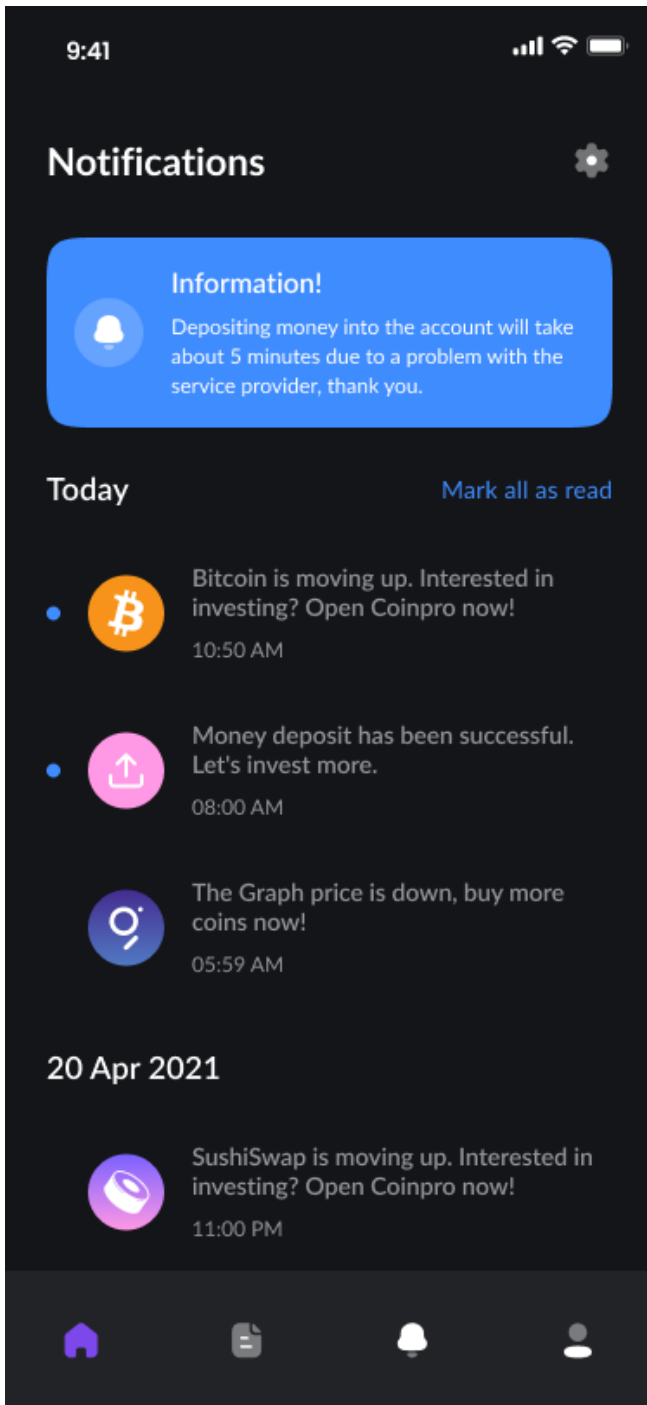 9:41
Notifications
Information!
Depositing money into the account will take
about 5 minutes due to a problem with the
service provider, thank you.
Today
Mark all as read
Bitcoin is moving up. Interested in
investing? Open Coinpro now!
10:50 AM
Money deposit has been successful.
Let's invest more.
08:00 AM
The Graph price is down, buy more
coins now!
05:59 AM
20 Apr 2021
SushiSwap is moving up. Interested in
investing? Open Coinpro now!
11:00 PM